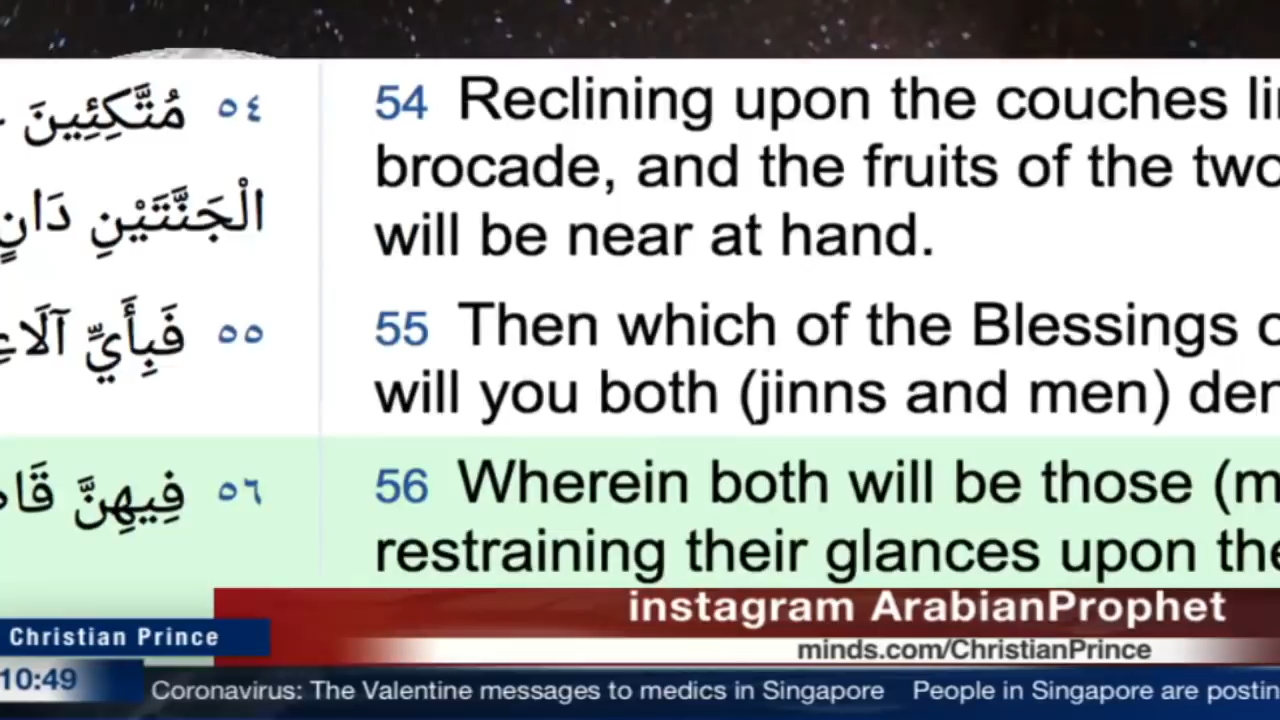 ٥٤ مُتَّكِئِينَ
54 Reclining upon the couches
brocade, and the fruits of the two
الْجَنَّتَيْنِ دَانٍ
will be near at hand.
٥٥ فَبِأَيِّ
55 Then which of the Blessings
will you both (jinns and men)
٥٦ فِيهِنَّ
56 Wherein both will be those
restraining their glances upon
instagram ArabianProphet
Christian Prince
minds.com/ChristianPrince
10:49
Coronavirus: The Valentine messages to medics in Singapore People in Singapore are